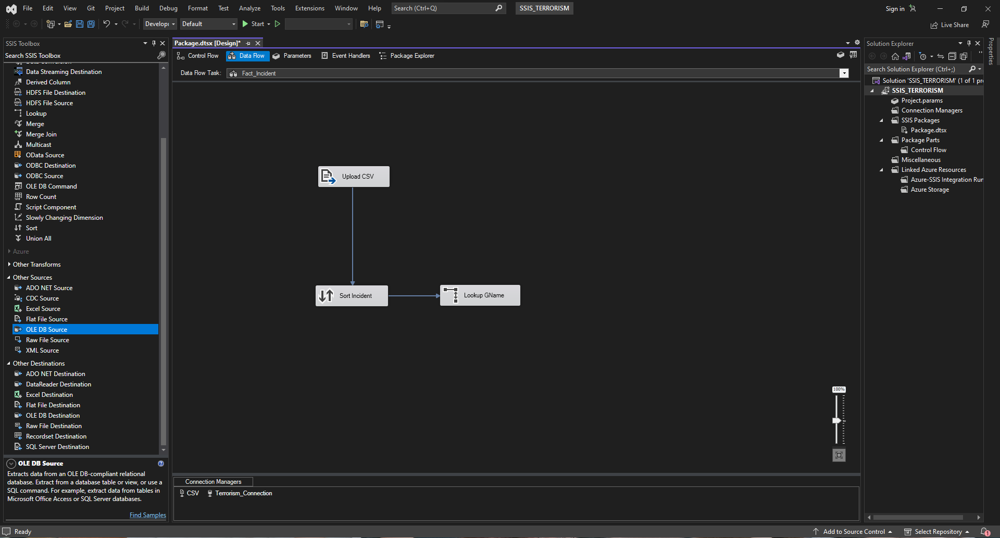 File Edit View Git Project Build Debug Format Test Analyze Tools Extensions Window Help Search (Ctrl+Q) SSIS_TERRORISM Sign in
Developi Default Start Live Share
SSIS Toolbox
Search SSIS Toolbox
Data Conversion
Data Streaming Destination
Derived Column
HDFS File Destination
HDFS File Source
Lookup
Merge
Merge Join
Multicast
OData Source
ODBC Destination
ODBC Source
OLE DB Command
Row Count
Script Component
Slowly Changing Dimension
Sort
Union All
Azure
Other Transforms
Other Sources
ADO NET Source
CDC Source
Excel Source
Flat File Source
OLE DB Source
Raw File Source
XML Source
Other Destinations
ADO NET Destination
DataReader Destination
Excel Destination
Flat File Destination
OLE DB Destination
Raw File Destination
Recordset Destination
SQL Server Destination
OLE DB Source
Extracts data from an OLE DB-compliant relational
database. Extract from a database table or view, or use a
SQL command. For example, extract data from tables in
Microsoft Office Access or SQL Server databases.
Find Samples
Package.dtsx [Design]*
Control Flow Data Flow Parameters Event Handlers Package Explorer
Data Flow Task: Fact_Incident
Upload CSV
Sort Incident
Lookup GName
100%
Connection Managers
CSV Terrorism_Connection
Solution Explorer
Search Solution Explorer (Ctrl+;)
Solution 'SSIS_TERRORISM' (1 of 1 pr
SSIS_TERRORISM
Project.params
Connection Managers
SSIS Packages
Package.dtsx
Package Parts
Control Flow
Miscellaneous
Linked Azure Resources
Azure-SSIS Integration Run
Azure Storage
Properties
Ready Add to Source Control Select Repository 1